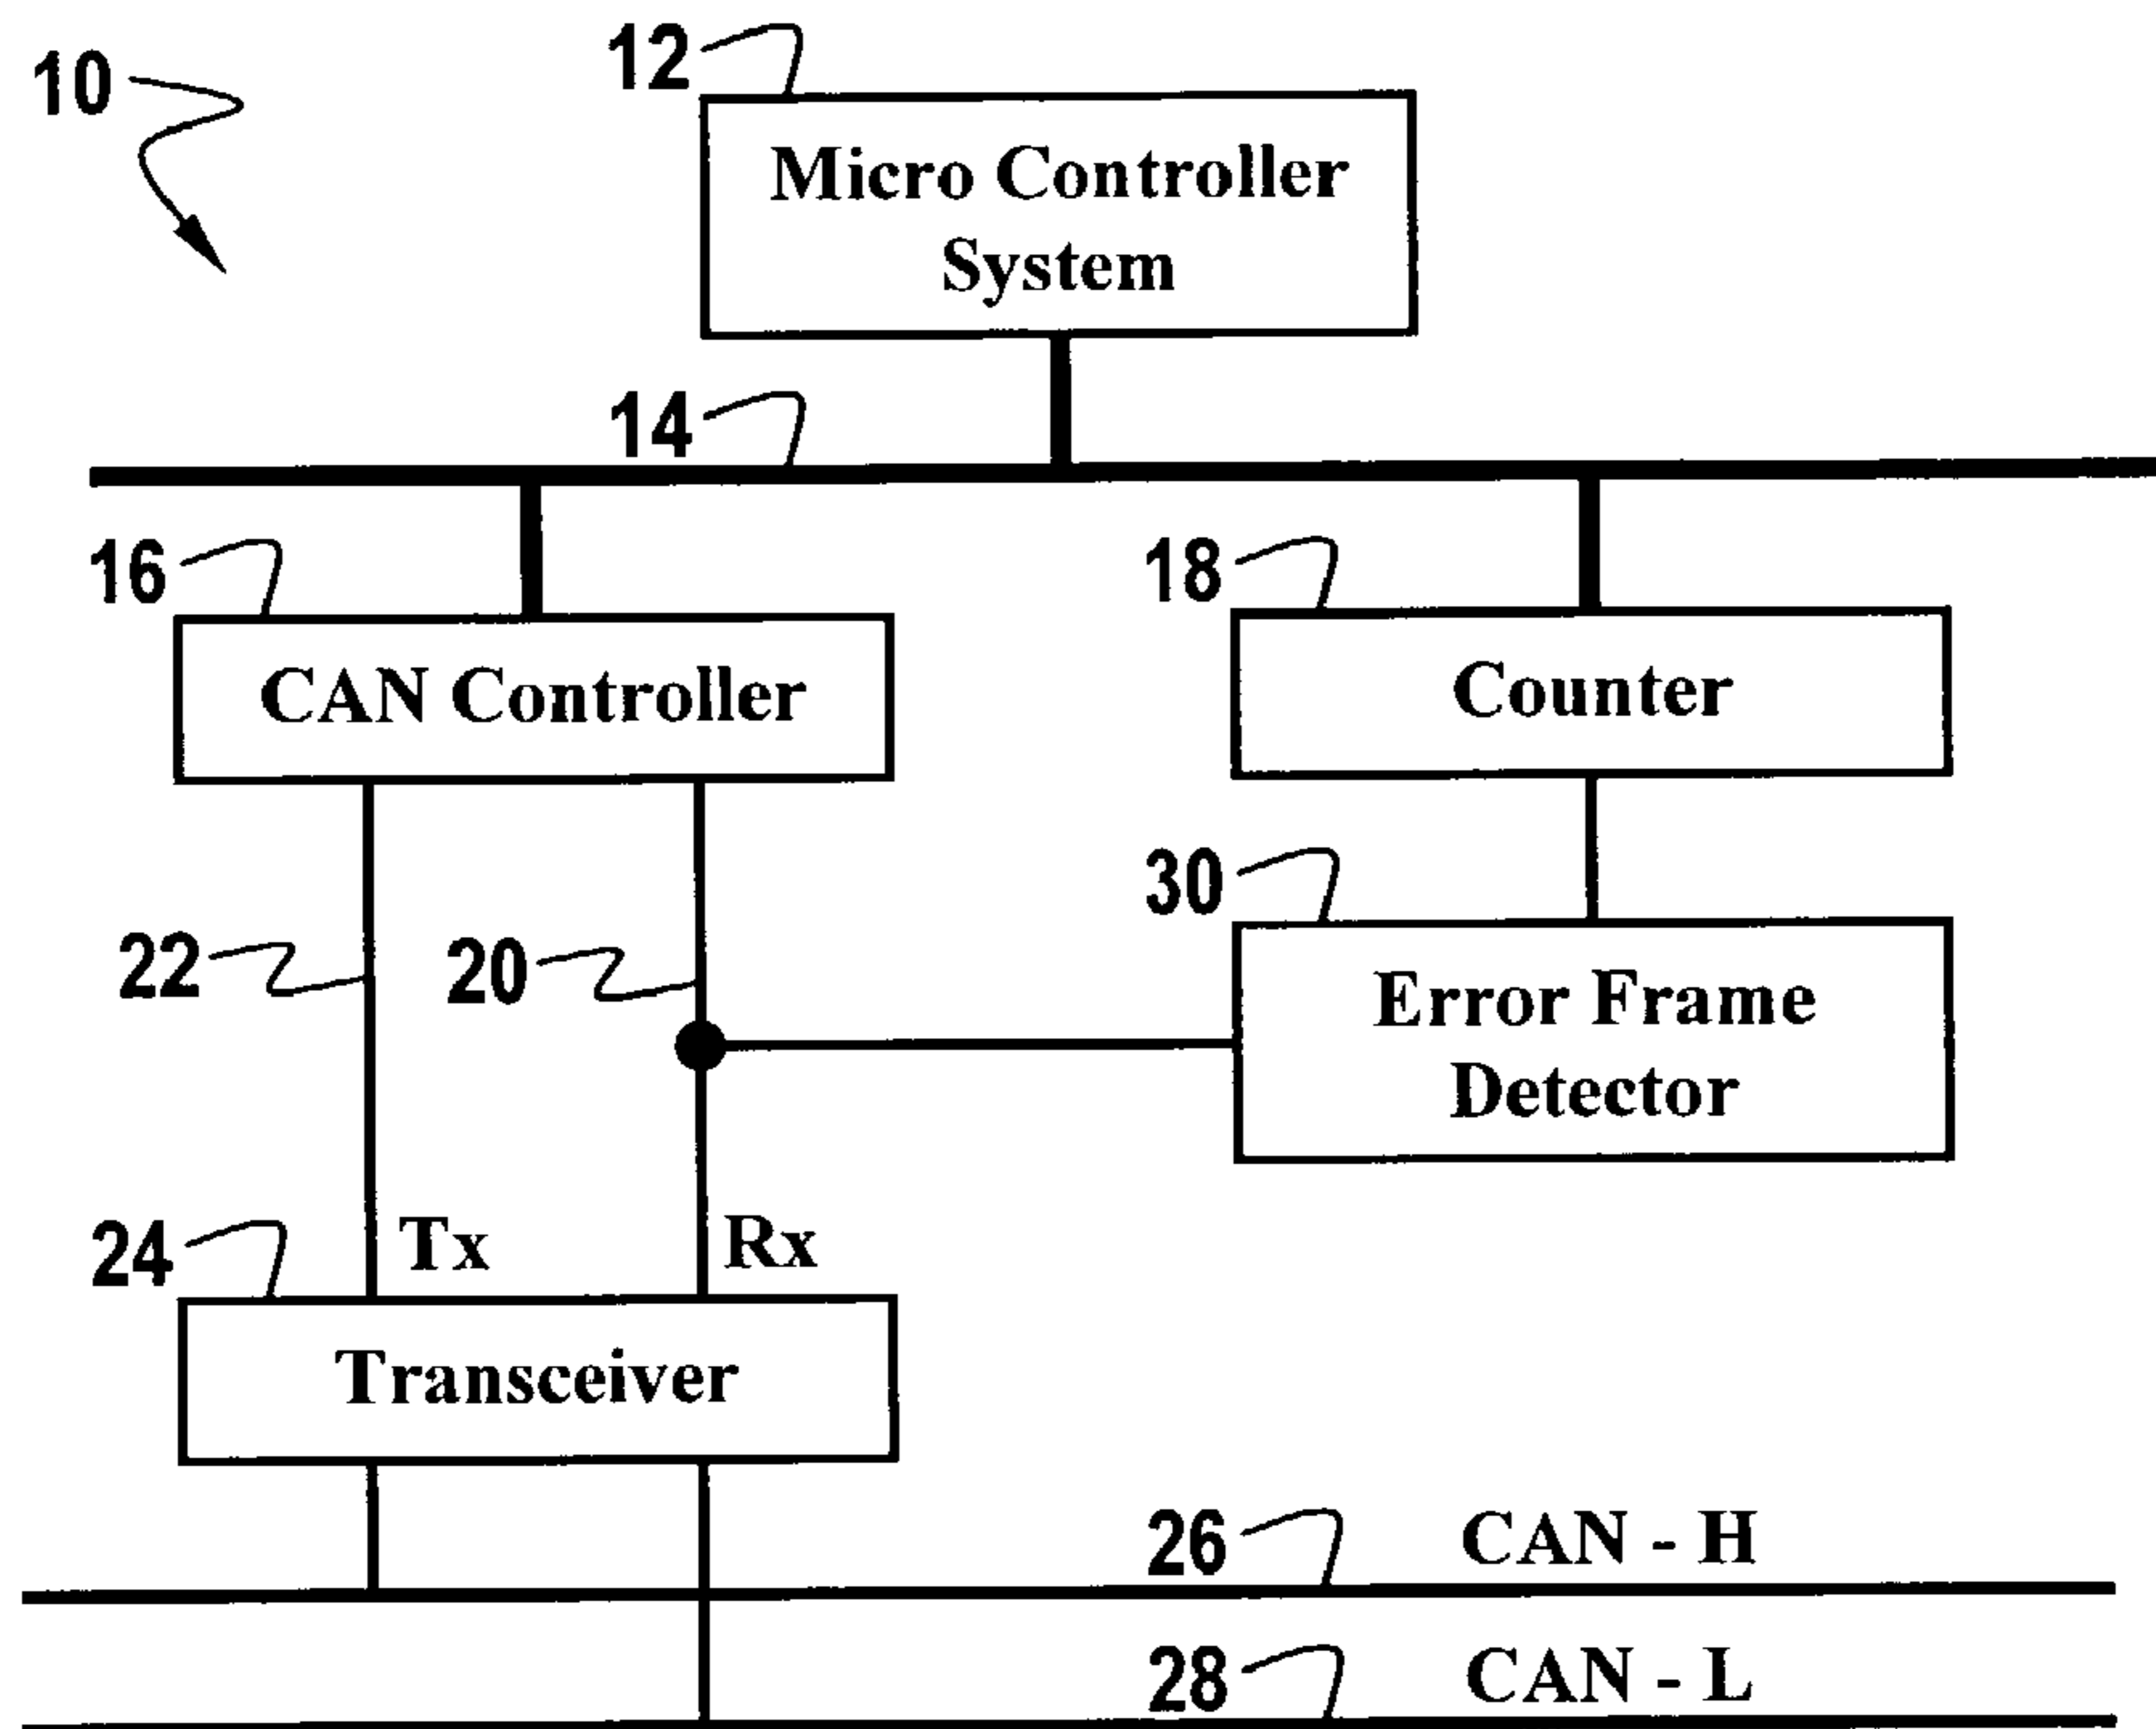 10
12
Micro Controller
System
14
16
CAN Controller
18
Counter
30
Error Frame
Detector
22
20
Tx
Rx
24
Transceiver
26
CAN - H
28
CAN - L